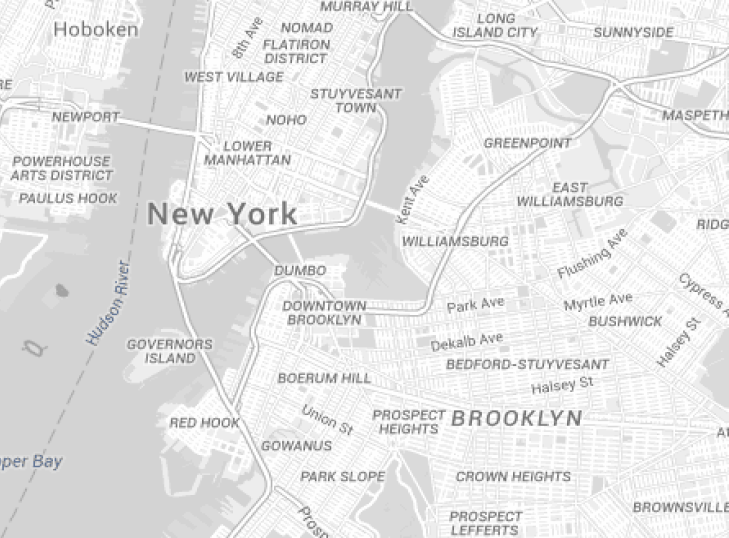 MURRAY HILL
Hoboken
8th Ave
NOMAD
FLATIRON
DISTRICT
LONG
ISLAND CITY
SUNNYSIDE
WEST VILLAGE
STUYVESANT
TOWN
NEWPORT
NOHO
MASPETH
LOWER
MANHATTAN
GREENPOINT
POWERHOUSE
ARTS DISTRICT
PAULUS HOOK
Kent Ave
EAST
WILLIAMSBURG
New York
RIDG
WILLIAMSBURG
Flushing Ave
Hudson River
DUMBO
Cypress A
DOWNTOWN
BROOKLYN
Park Ave
Myrtle Ave
BUSHWICK
Halsey St
GOVERNORS
ISLAND
Dekalb Ave
BEDFORD-STUYVESANT
BOERUM HILL
Halsey St
RED HOOK
Union St
PROSPECT
HEIGHTS
BROOKLYN
At
GOWANUS
per Bay
PARK SLOPE
CROWN HEIGHTS
BROWNSVILLE
Prosp
PROSPECT
LEFFERTS